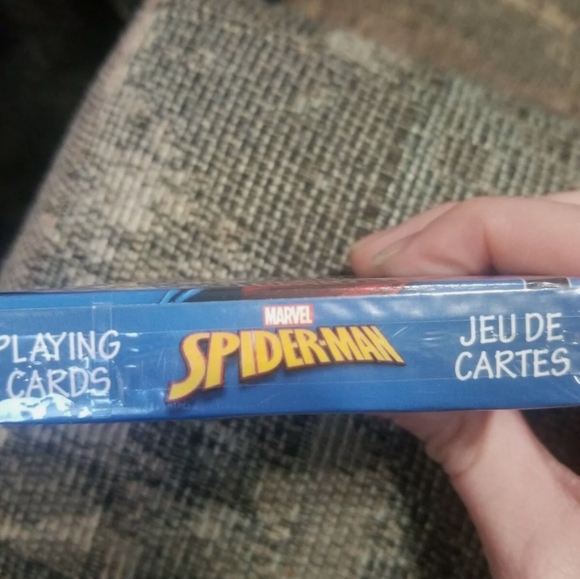 PLAYING
CARDS
MARVEL
SPIDER-MAN
JEU DE
CARTES